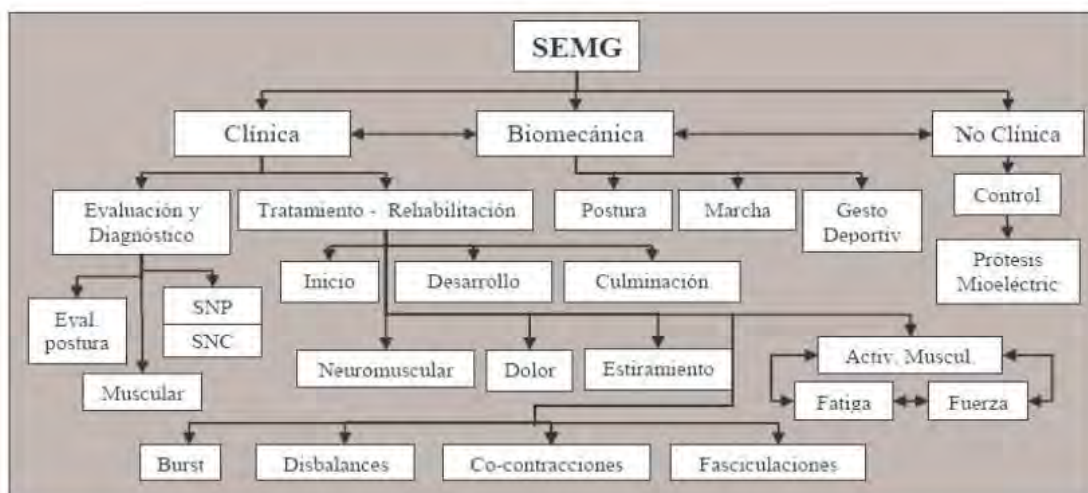 SEMG
Clínica
Biomecánica
No Clínica
Evaluación y
Diagnóstico
Tratamiento - Rehabilitación
Postura
Marcha
Gesto
Deportiv
Control
Prótesis
Mioeléctric
Inicio
Desarrollo
Culminación
Eval.
postura
SNP
SNC
Muscular
Neuromuscular
Dolor
Estiramiento
Activ. Muscul.
Fatiga
Fuerza
Burst
Disbalances
Co-contracciones
Fasciculaciones